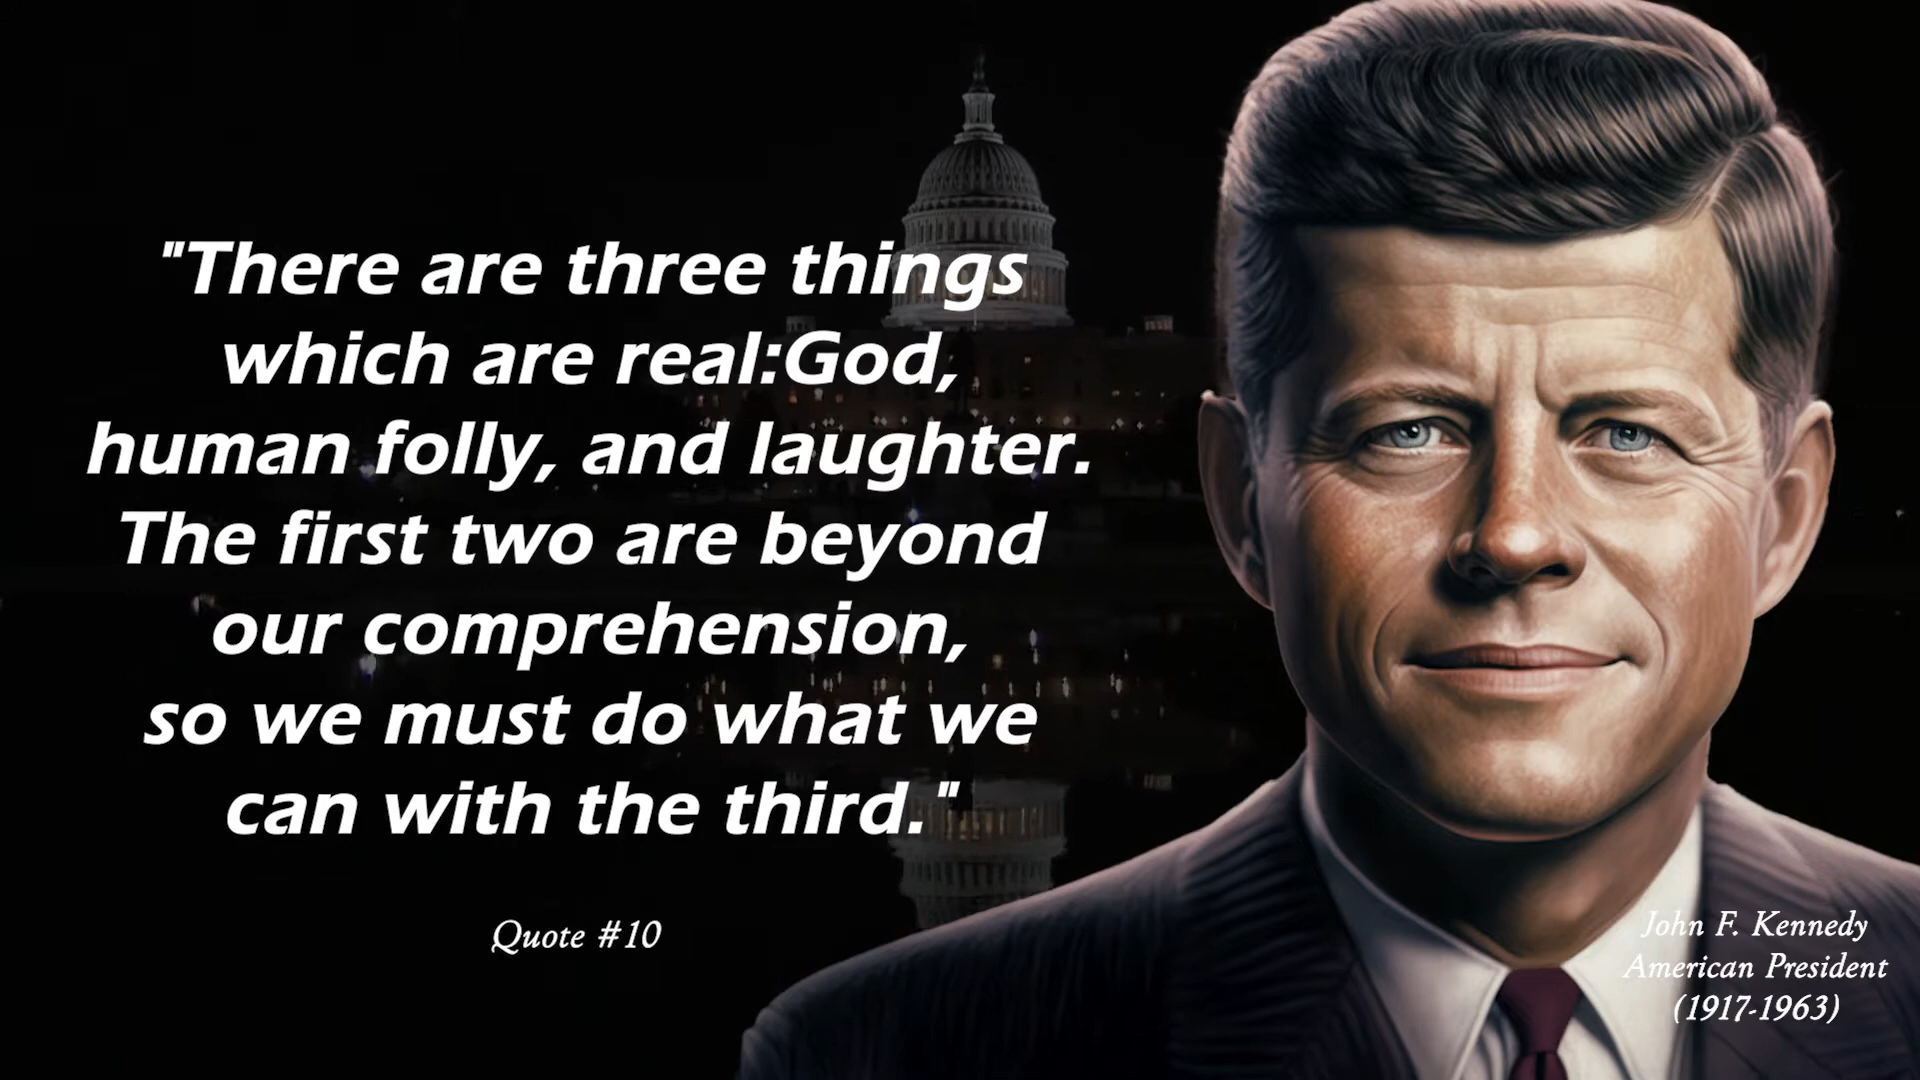 "There are three things
which are real:God,
human folly, and laughter.
The first two are beyond
our comprehension,
so we must do what we
can with the third."
Quote #10
John F. Kennedy
American President
(1917-1963)